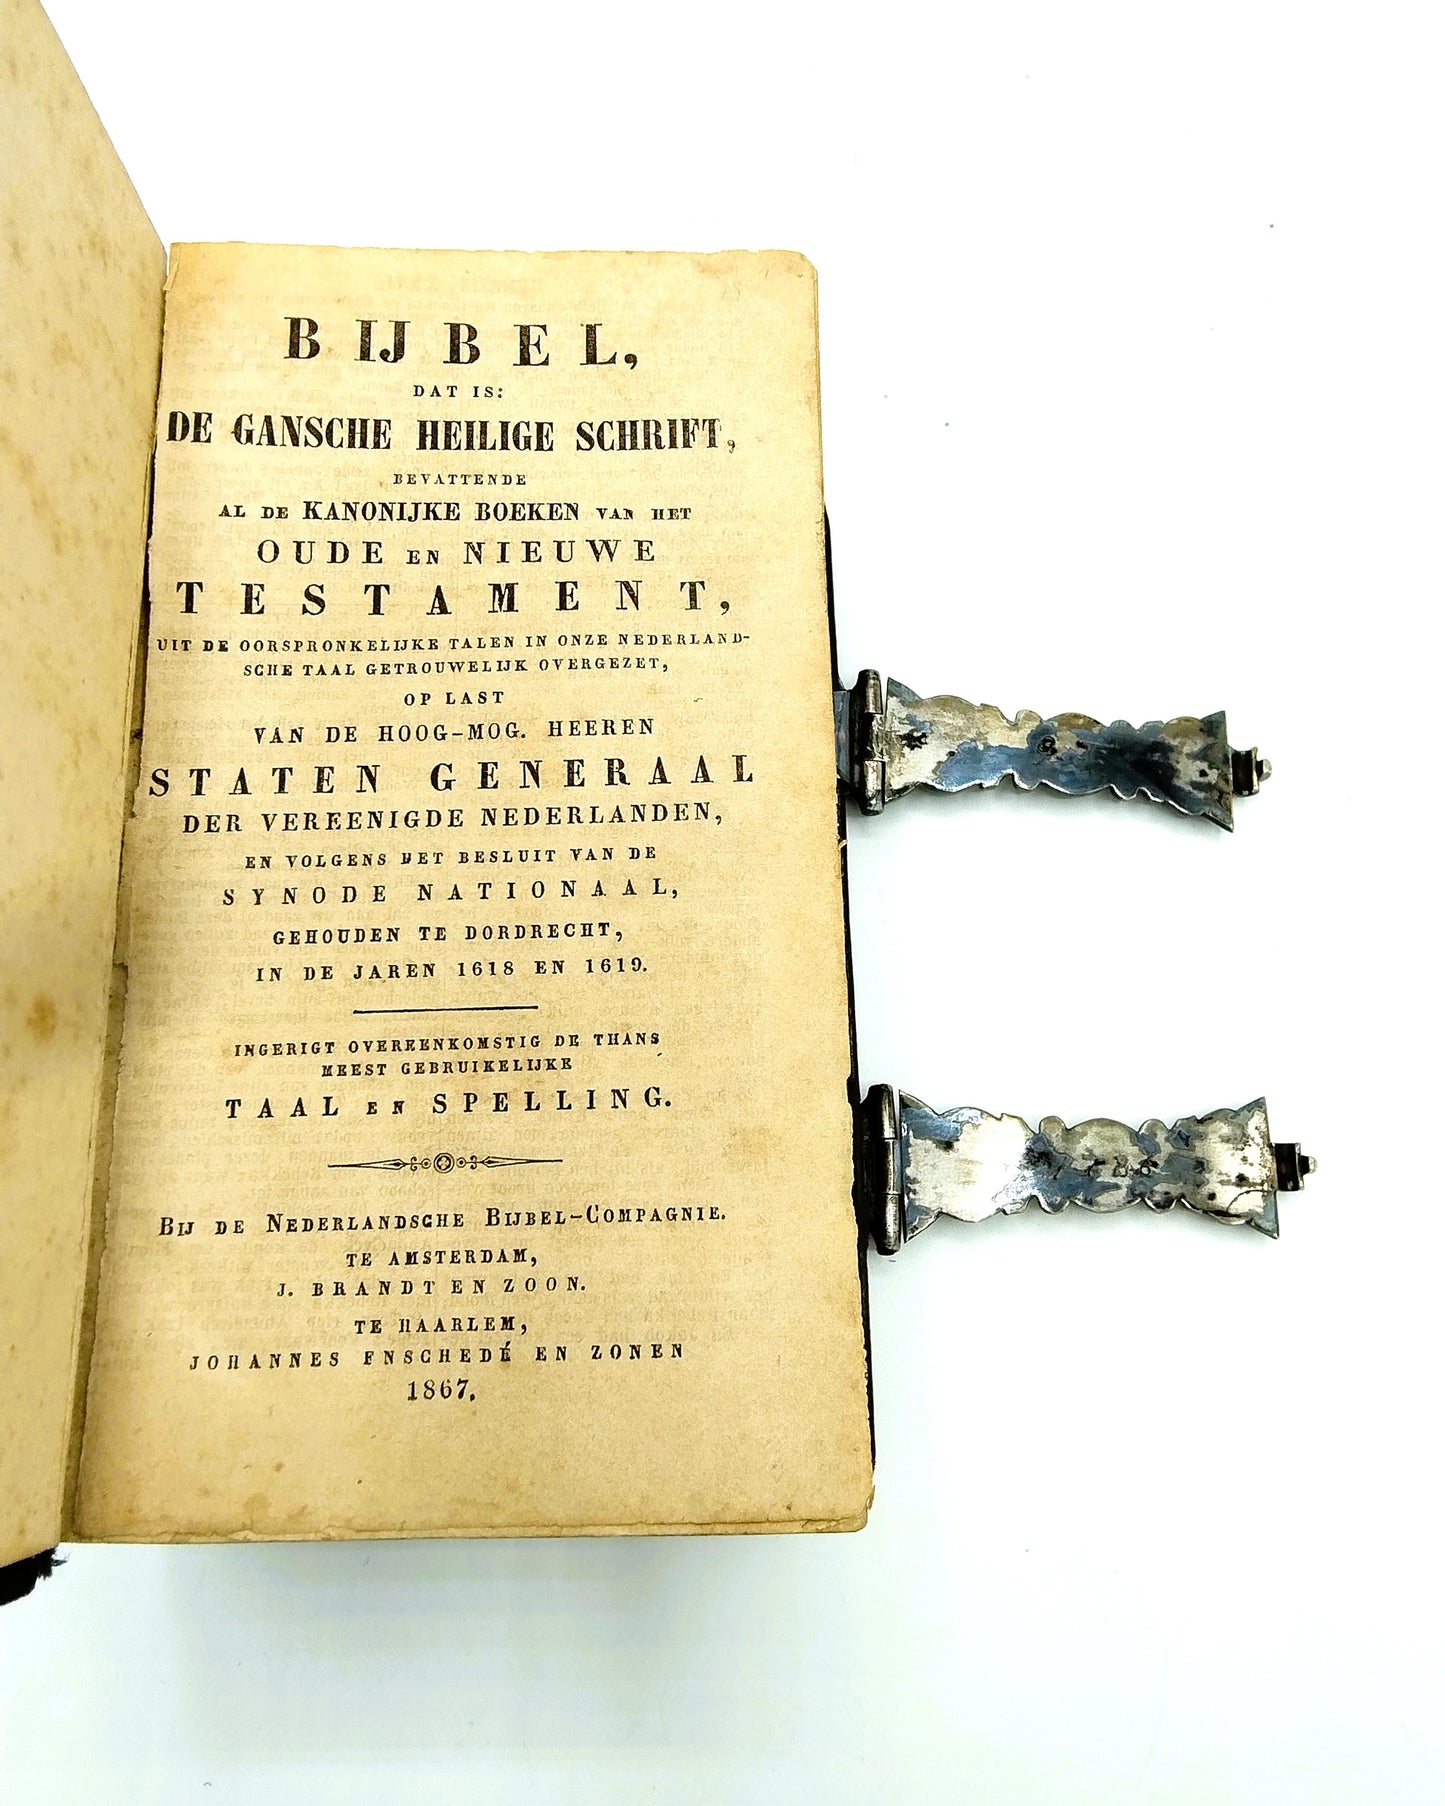 BIJBEL,
DAT IS:
DE GANSCHE HEILIGE SCHRIFT,
BEVATTENDE
AL DE KANONIJKE BOEKEN VAN HET
OUDE EN NIEUWE
TESTAMENT,
UIT DE OORSPRONKELIJKE TALEN IN ONZE NEDERLAND-
SCHE TAAL GETROUWELIJK OVERGEZET,
OP LAST
VAN DE HOOG-MOG. HEEREN
STATEN GENERAAL
DER VEREENIGDE NEDERLANDEN,
EN VOLGENS HET BESLUIT VAN DE
SYNODE NATIONAAL,
GEHOUDEN TE DORDRECHT,
IN DE JAREN 1618 EN 1619.
INGERIGT OVEREENKOMSTIG DE THANS
MEEST GEBRUIKELIJKE
TAAL EN SPELLING.
BIJ DE NEDERLANDSCHE BIJBEL-COMPAGNIE.
TE AMSTERDAM,
J. BRANDT EN ZOON.
TE HAARLEM,
JOHANNES ENSCHEDÉ EN ZONEN
1867.